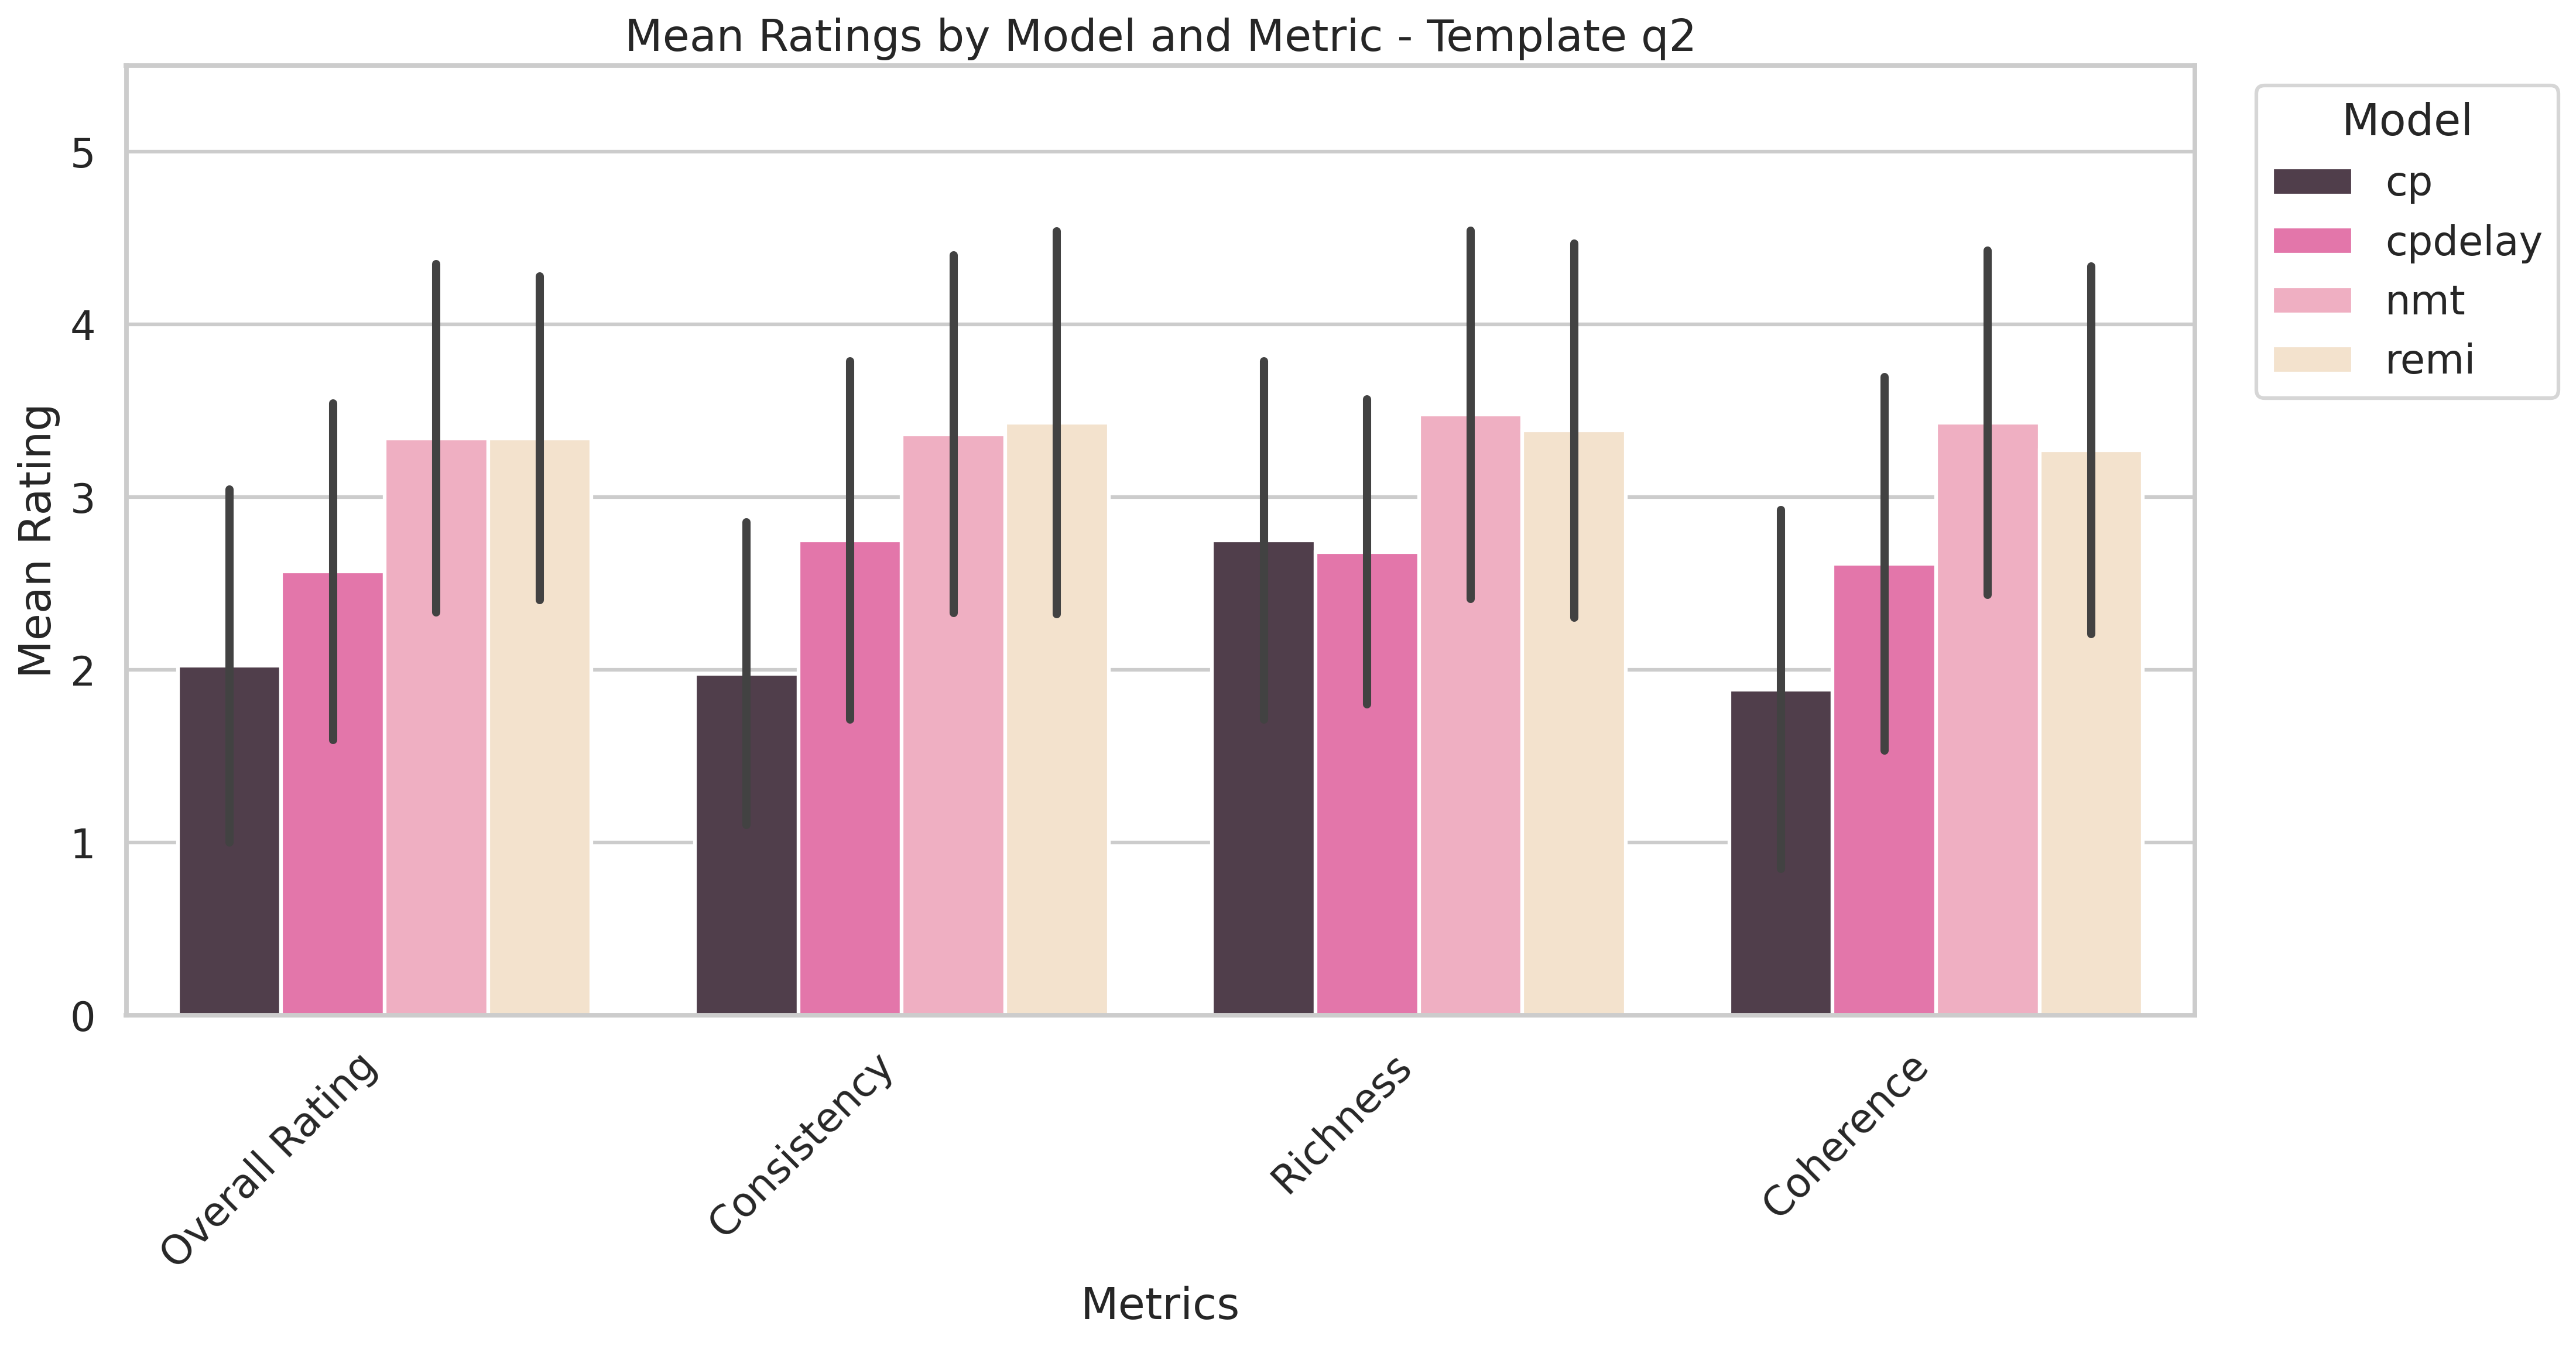 Mean Ratings by Model and Metric - Template q2
Mean Rating
5
4
3
2
1
0
Overall Rating
Consistency
Richness
Coherence
Metrics
Model
cp
cpdelay
nmt
remi